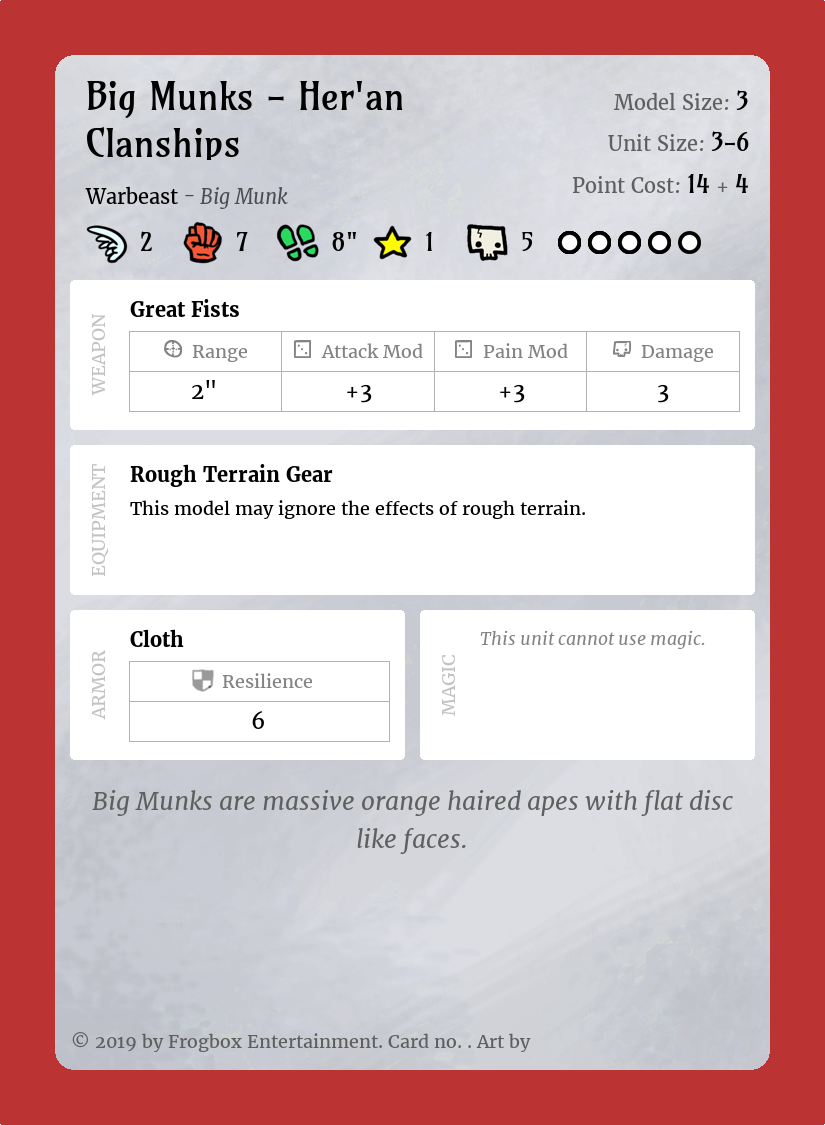 Big Munks - Her'an
Clanships
Model Size: 3
Unit Size: 3-6
Point Cost: 14 + 4
Warbeast - Big Munk
2 7 8" 1 5
WEAPON
Great Fists
Range Attack Mod Pain Mod Damage
2" +3 +3 3
EQUIPMENT
Rough Terrain Gear
This model may ignore the effects of rough terrain.
ARMOR
Cloth
Resilience
6
MAGIC
This unit cannot use magic.
Big Munks are massive orange haired apes with flat disc
like faces.
© 2019 by Frogbox Entertainment. Card no. . Art by